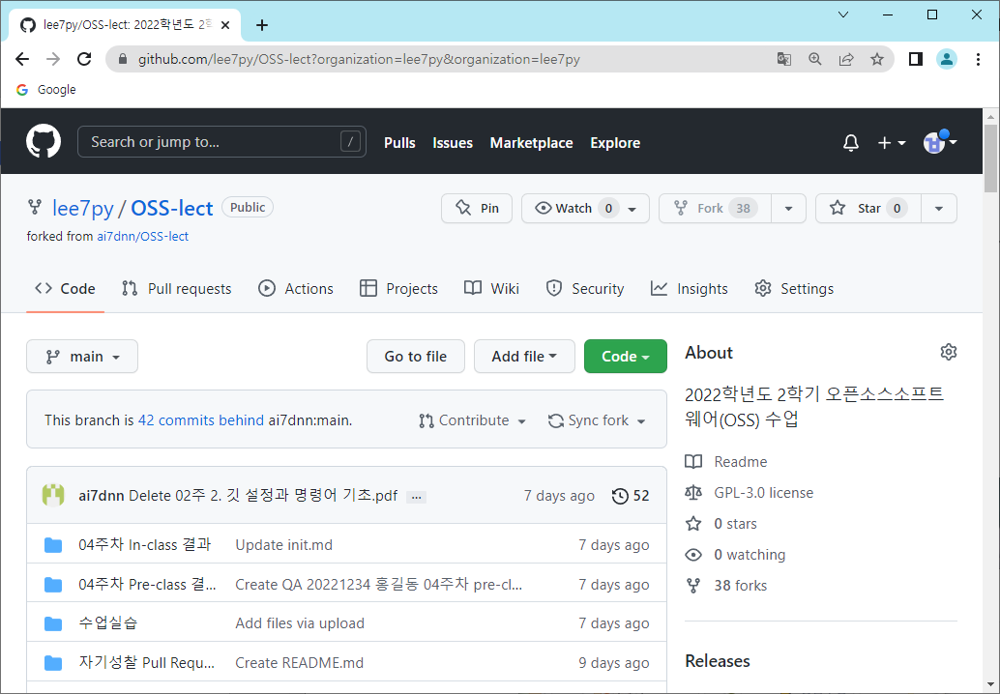 lee7py/OSS-lect: 2022학년도 2학
github.com/lee7py/OSS-lect?organization=lee7py&organization=lee7py
Google
Search or jump to... /
Pulls Issues Marketplace Explore
lee7py / OSS-lect Public
Pin Watch 0 Fork 38 Star 0
forked from ai7dnn/OSS-lect
Code Pull requests Actions Projects Wiki Security Insights Settings
main Go to file Add file Code
This branch is 42 commits behind ai7dnn:main. Contribute Sync fork
ai7dnn Delete 02주 2. 깃 설정과 명령어 기초.pdf ... 7 days ago 52
04주차 In-class 결과 Update init.md 7 days ago
04주차 Pre-class 결... Create QA 20221234 홍길동 04주차 pre-cl... 7 days ago
수업실습 Add files via upload 7 days ago
자기성찰 Pull Requ... Create README.md 9 days ago
About
2022학년도 2학기 오픈소스소프트
웨어(OSS) 수업
Readme
GPL-3.0 license
0 stars
0 watching
38 forks
Releases